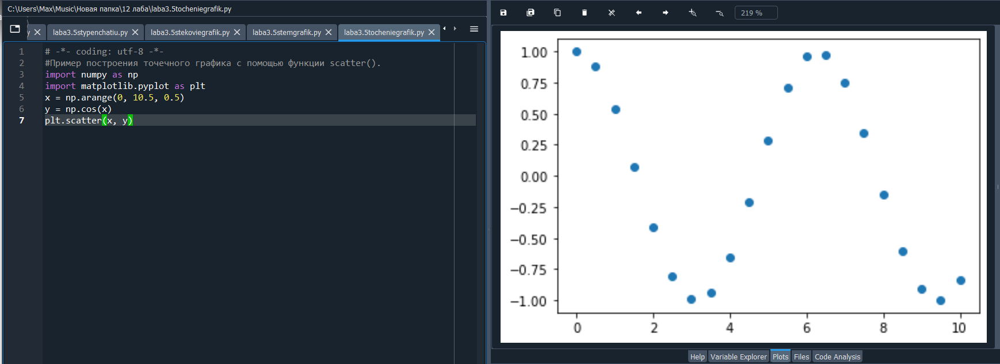 C:\Users\Max\Music\Новая папка\12 лаба\laba3.5tocheniegrafik.py
y laba3.5stypenchatiu.py laba3.5stekoviegrafik.py laba3.5stemgrafik.py laba3.5tocheniegrafik.py
1 # -*- coding: utf-8 -*-
2 #Пример построения точечного графика с помощью функции scatter().
3 import numpy as np
4 import matplotlib.pyplot as plt
5 x = np.arange(0, 10.5, 0.5)
6 y = np.cos(x)
7 plt.scatter(x, y)
219 %
1.00
0.75
0.50
0.25
0.00
−0.25
−0.50
−0.75
−1.00
0 2 4 6 8 10
Help Variable Explorer Plots Files Code Analysis